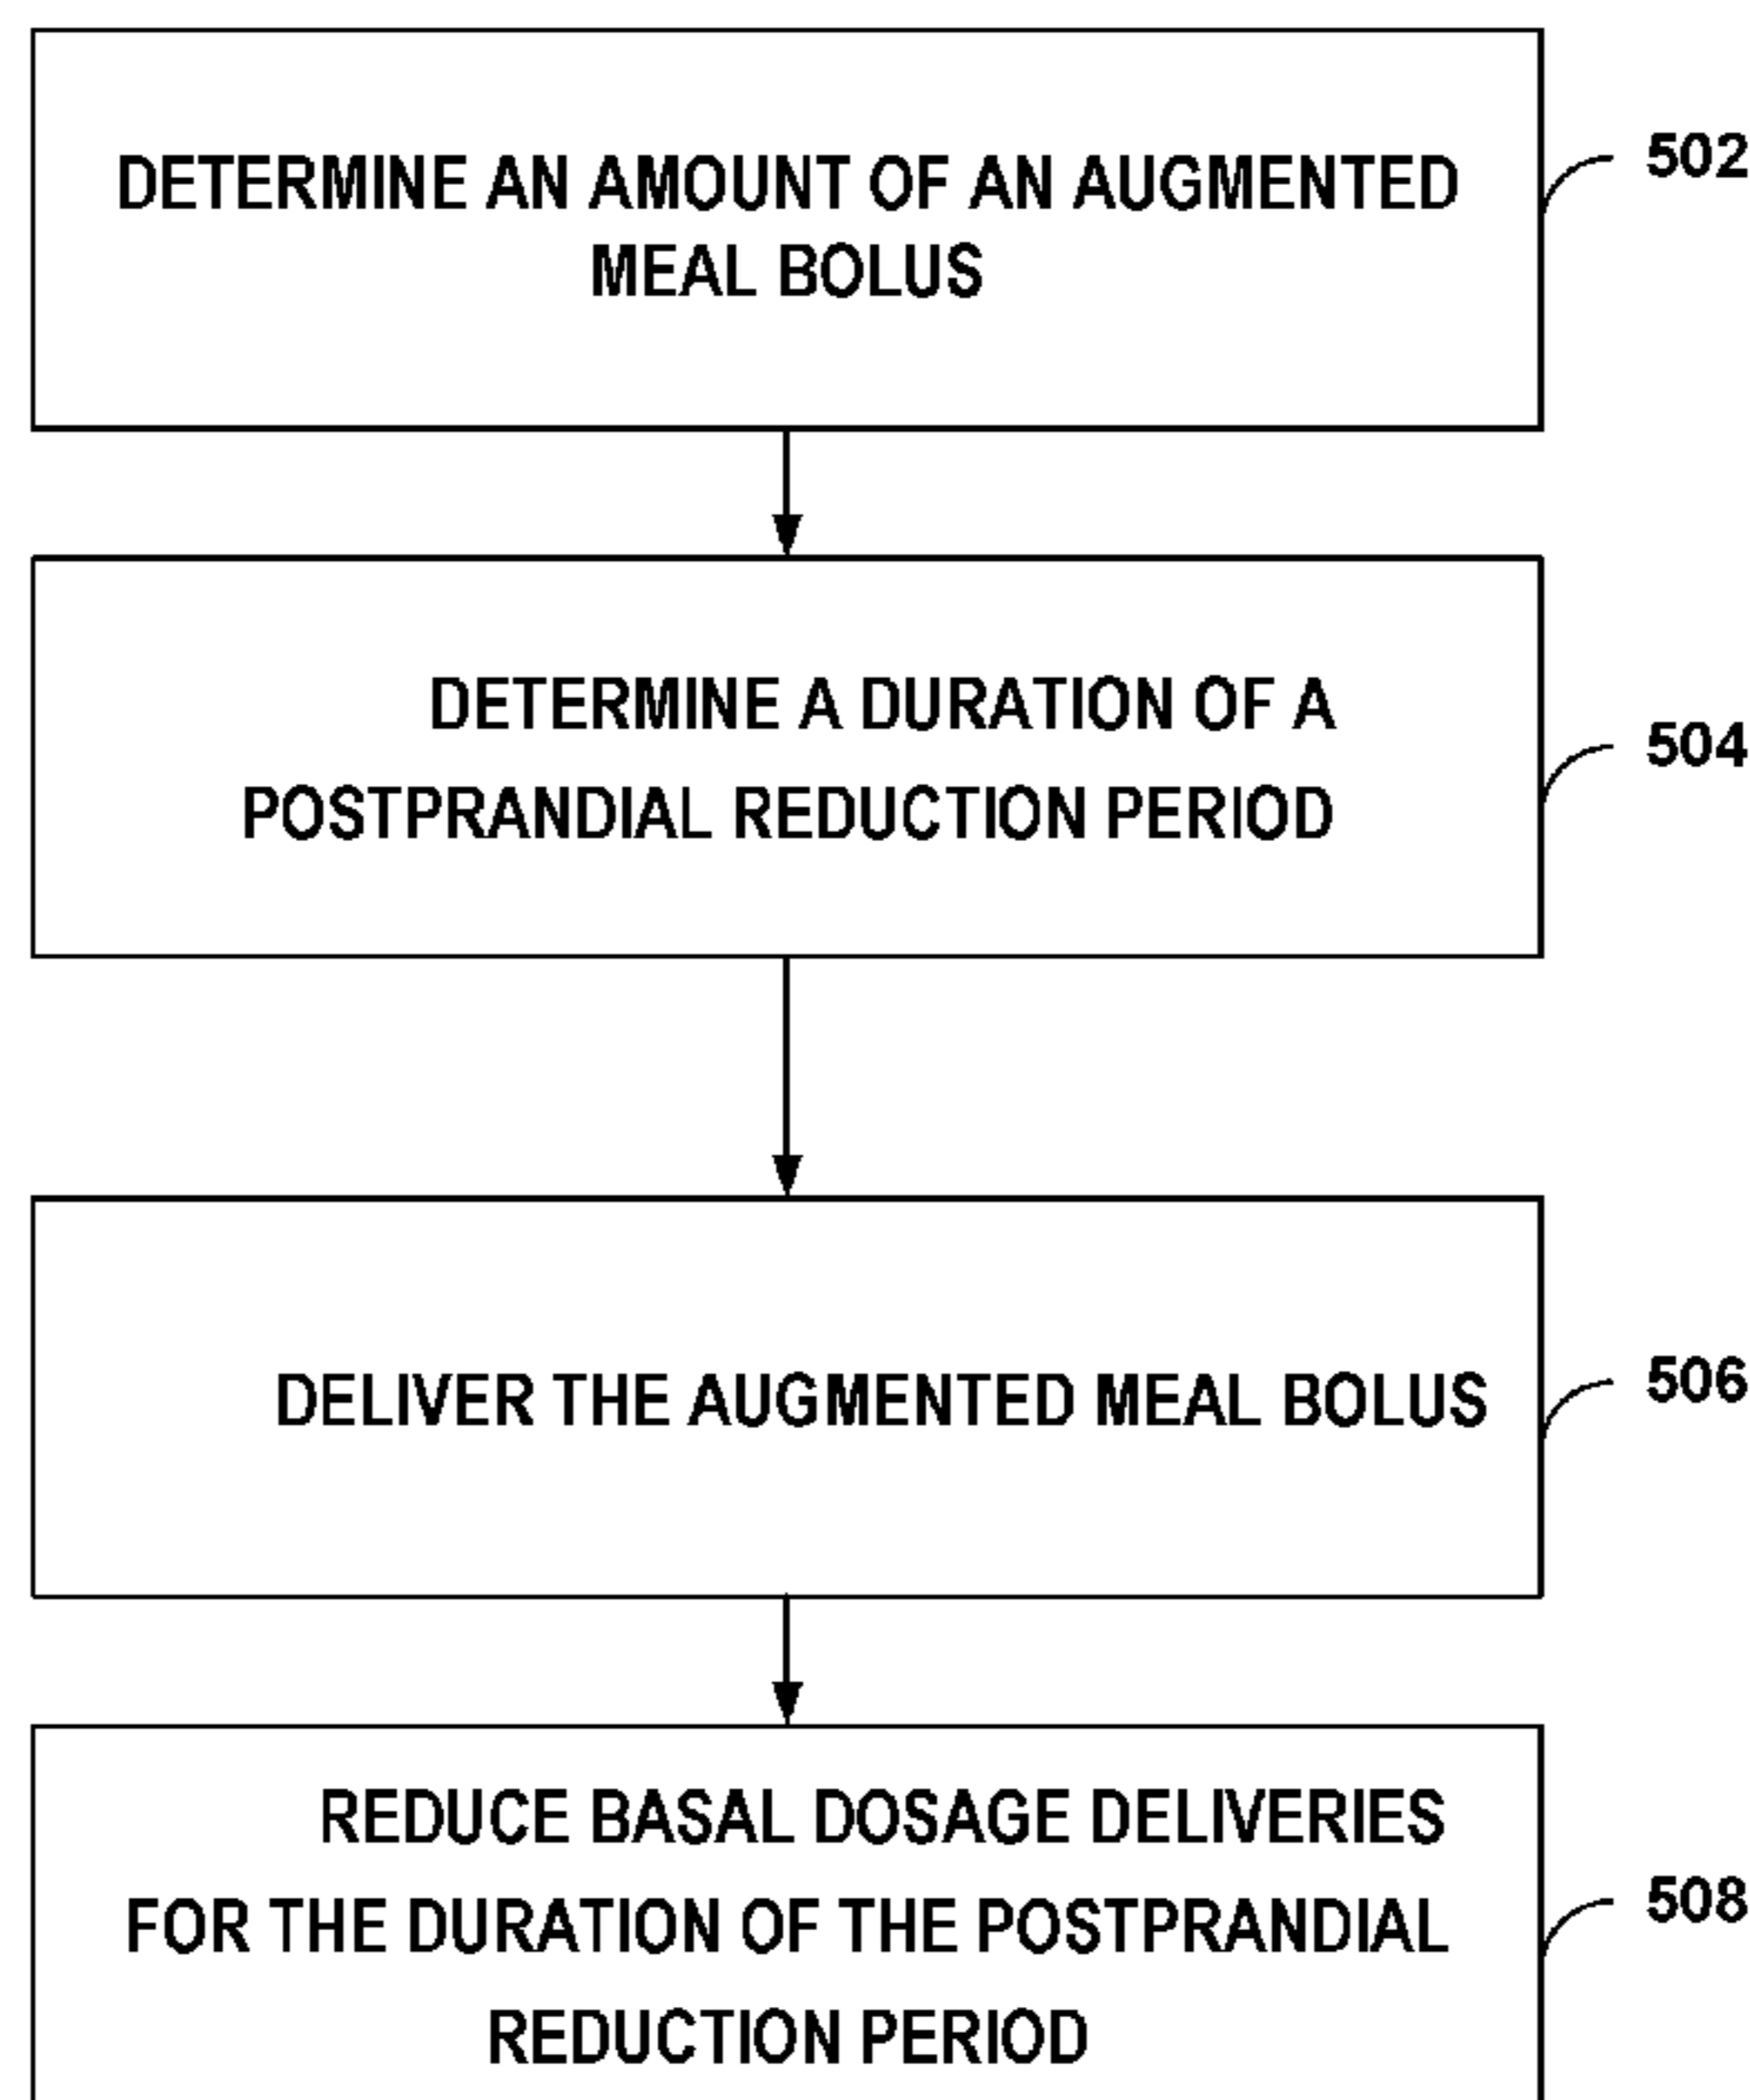 DETERMINE AN AMOUNT OF AN AUGMENTED
MEAL BOLUS
502
DETERMINE A DURATION OF A
POSTPRANDIAL REDUCTION PERIOD
504
DELIVER THE AUGMENTED MEAL BOLUS
506
REDUCE BASAL DOSAGE DELIVERIES
FOR THE DURATION OF THE POSTPRANDIAL
REDUCTION PERIOD
508